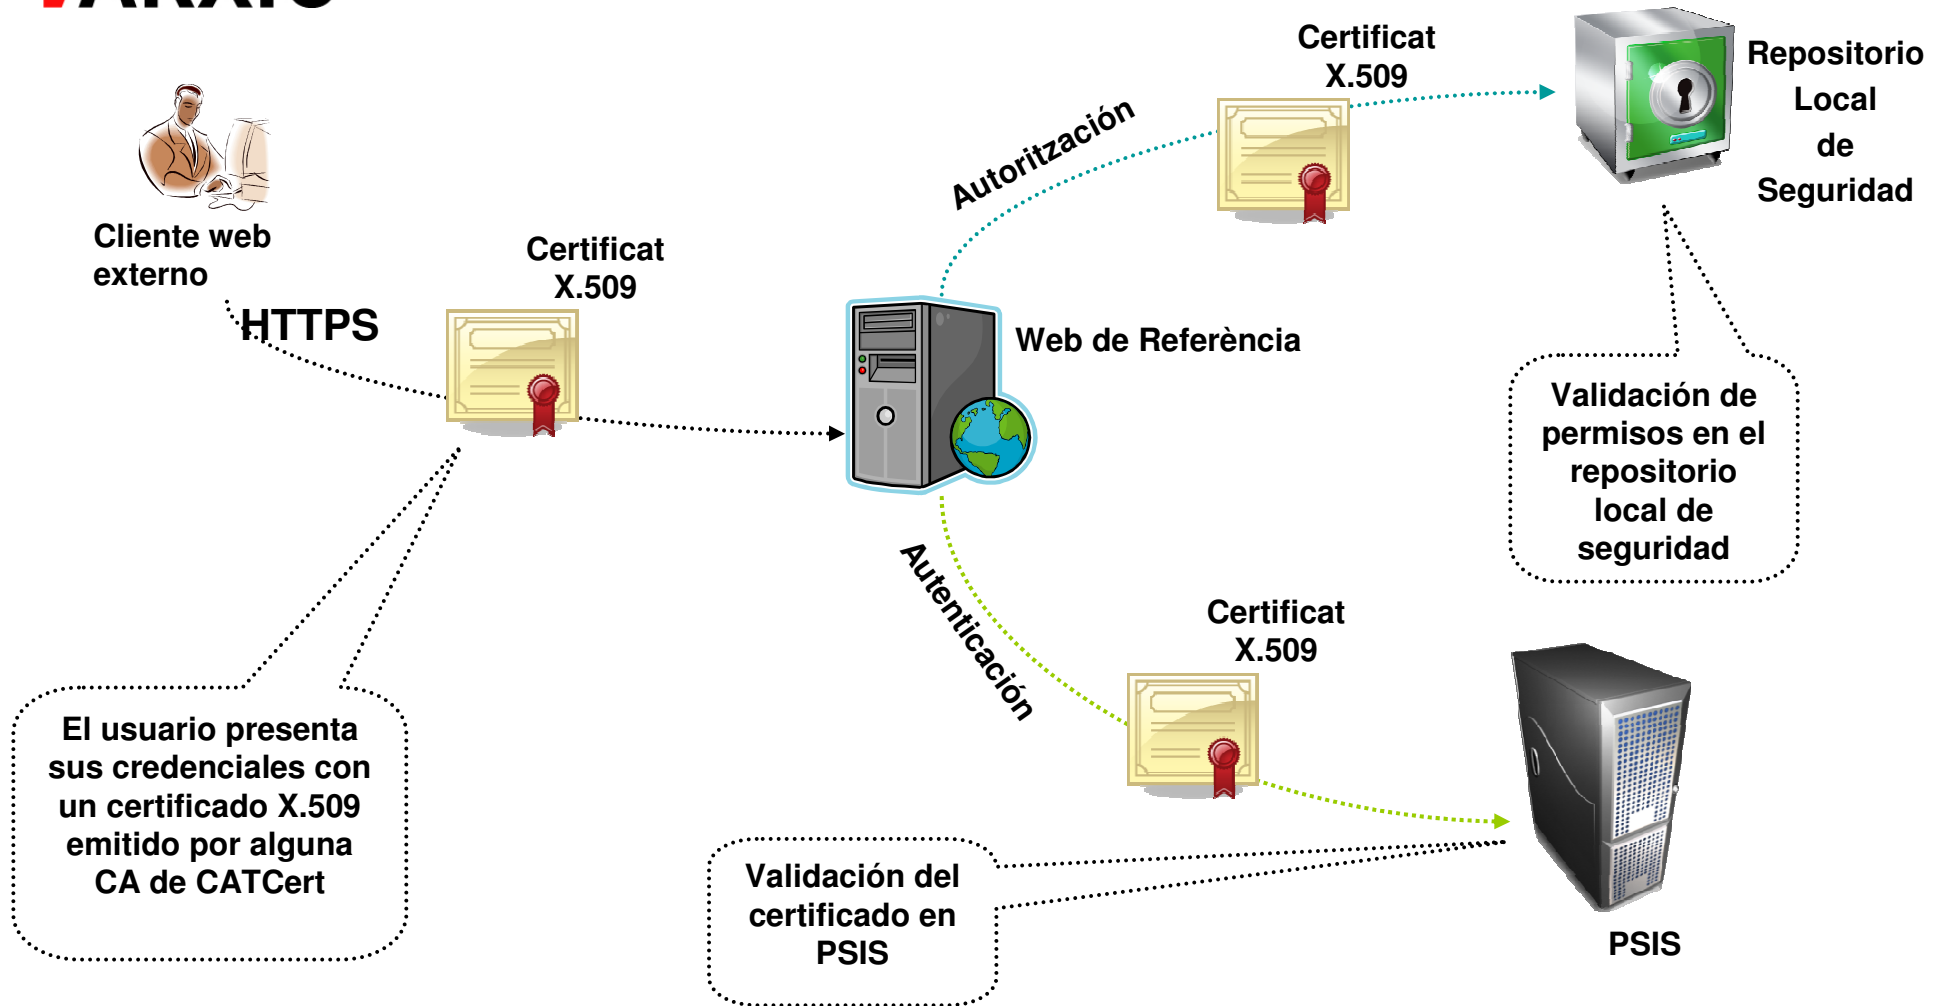 Certificat
X.509
Repositorio
Local
de
Seguridad
Autoritzación
Cliente web
externo
Certificat
X.509
HTTPS
Web de Referència
Validación de
permisos en el
repositorio
local de
seguridad
Autenticación
Certificat
X.509
El usuario presenta
sus credenciales con
un certificado X.509
emitido por alguna
CA de CATCert
Validación del
certificado en
PSIS
PSIS